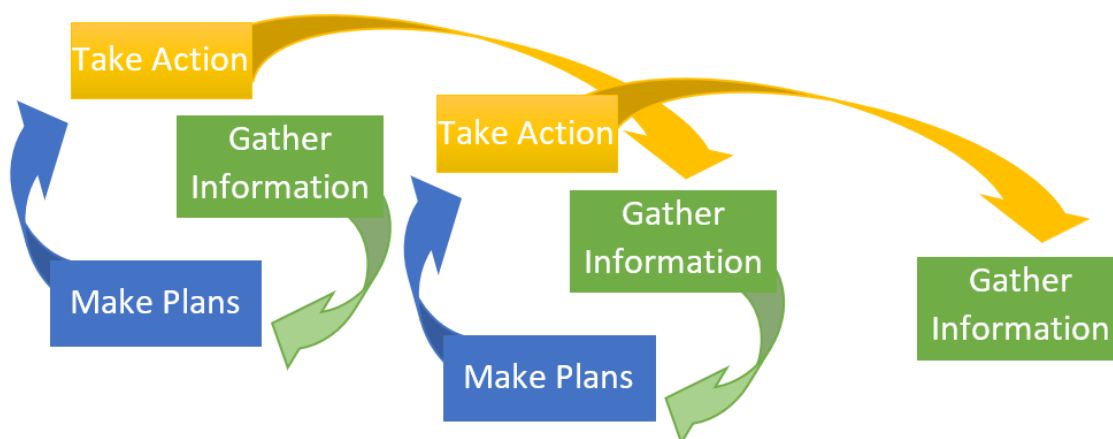 Take Action
Gather
Information
Make Plans
Take Action
Gather
Information
Make Plans
Gather
Information